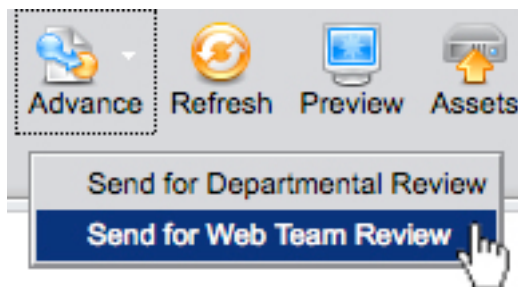 Advance Refresh Preview Assets
Send for Departmental Review
Send for Web Team Review